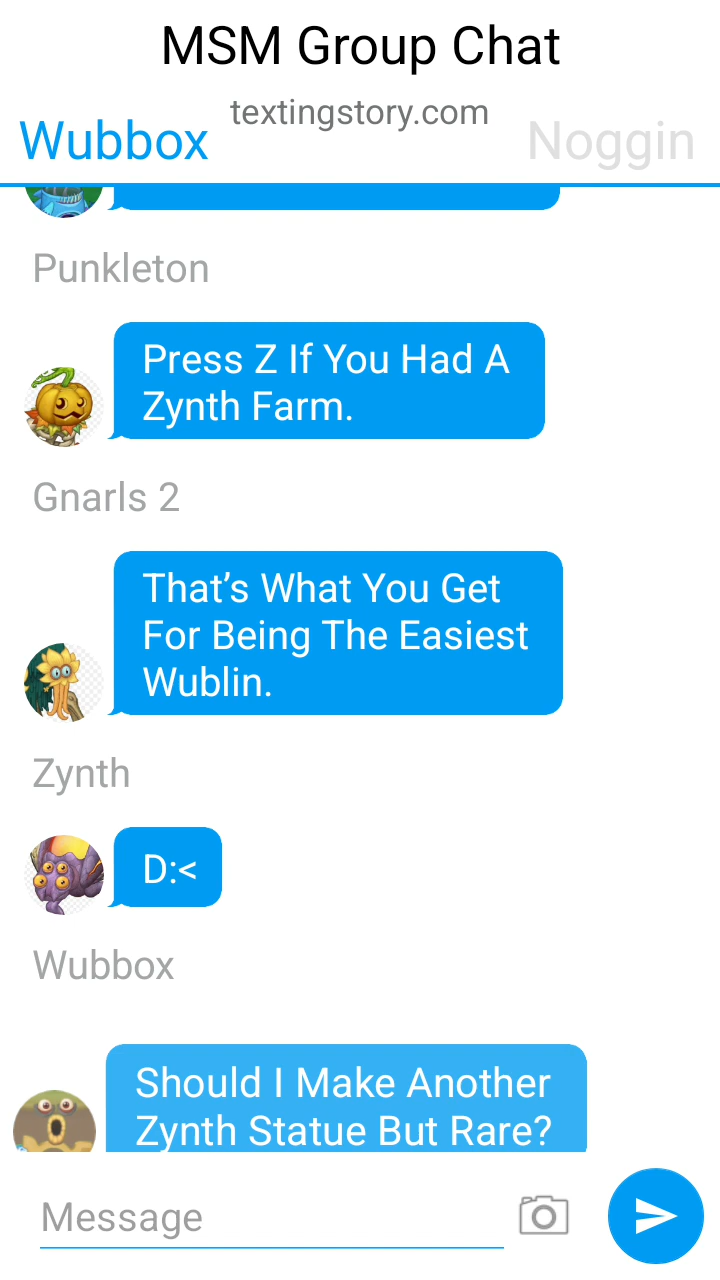 MSM Group Chat
textingstory.com
Wubbox
Noggin
Punkleton
Press Z If You Had A
Zynth Farm.
Gnarls 2
That’s What You Get
For Being The Easiest
Wublin.
Zynth
D:<
Wubbox
Should I Make Another
Zynth Statue But Rare?
Message